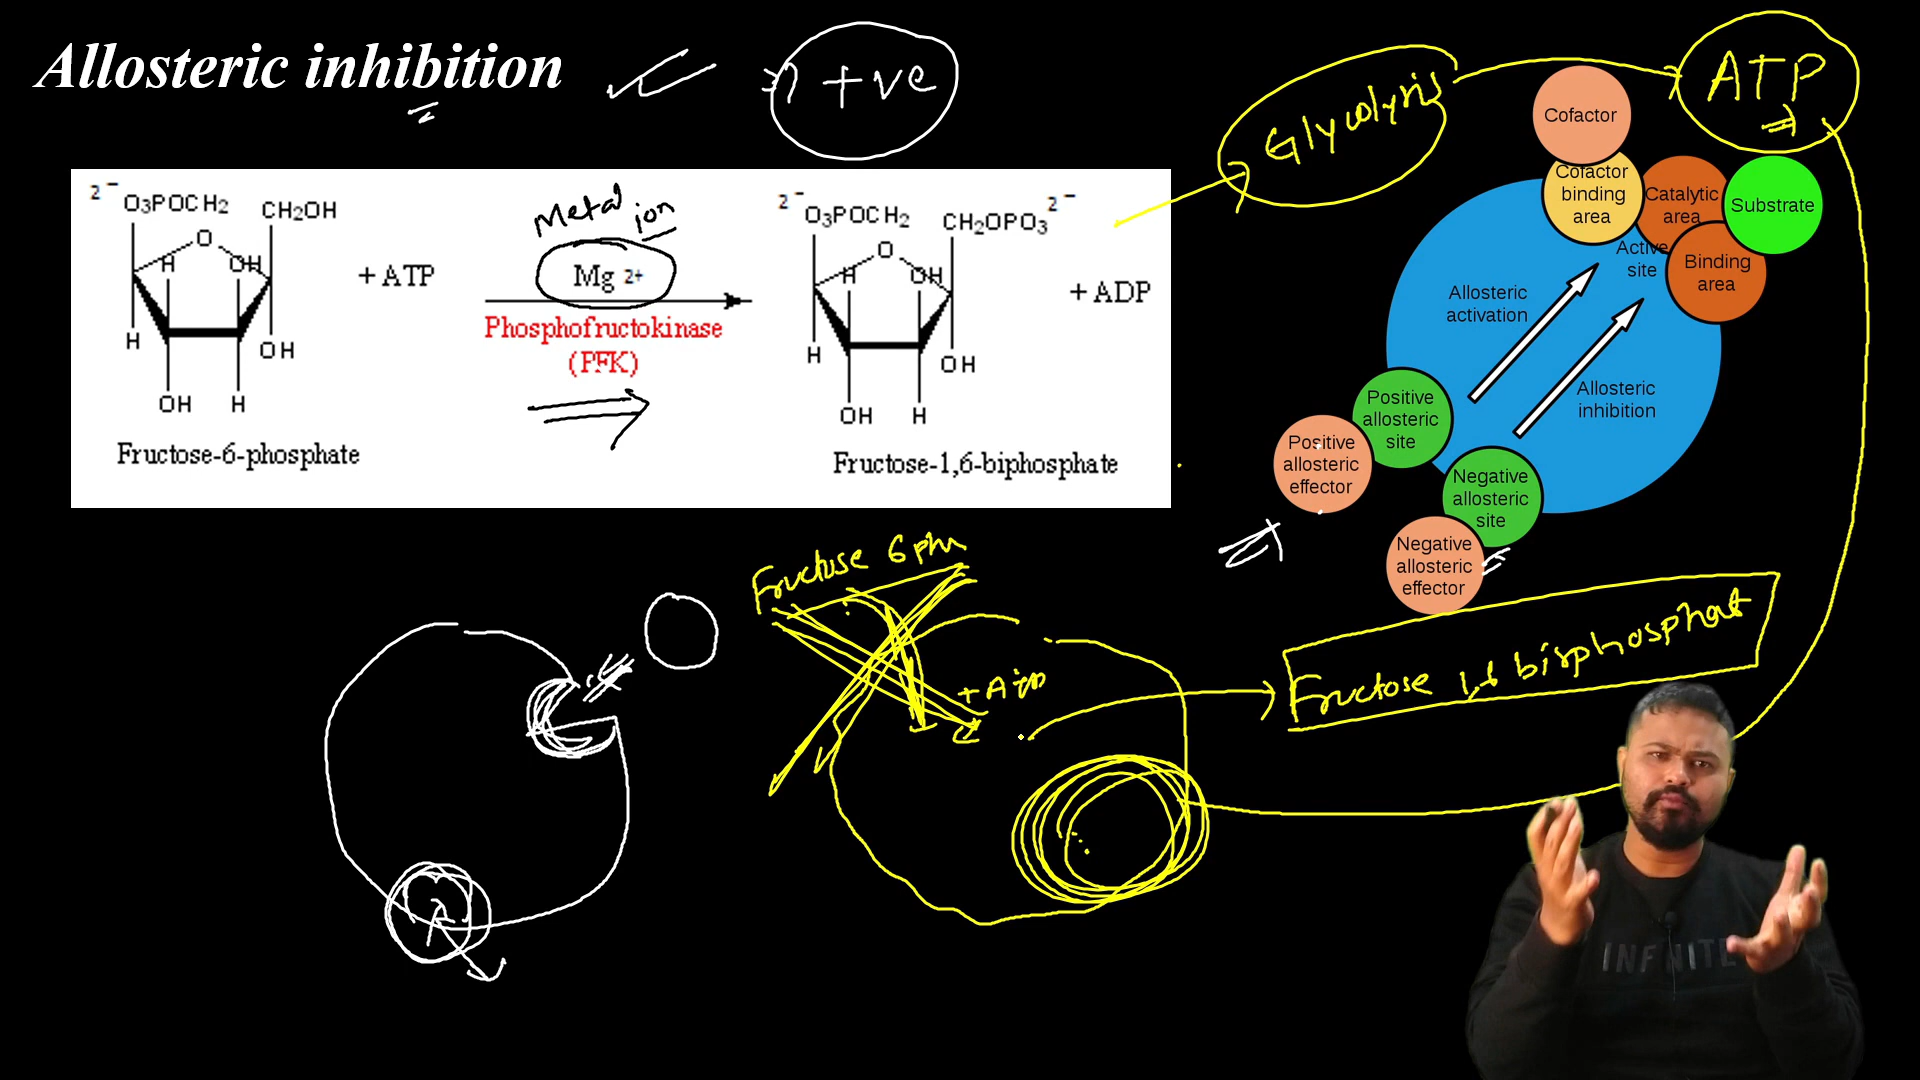 Allosteric inhibition
+ve
Glycolysis
ATP
Cofactor
Cofactor
binding
area
Catalytic
area
Substrate
Active
site
Binding
area
Allosteric
activation
Allosteric
inhibition
Positive
allosteric
site
Positive
allosteric
effector
Negative
allosteric
site
Negative
allosteric
effector
2− O3POCH2 CH2OH
O
H OH
H OH
OH H
+ ATP
Fructose-6-phosphate
Metal ion
Mg 2+
Phosphofructokinase
(PFK)
2− O3POCH2 CH2OPO3 2−
O
H OH
H OH
OH H
+ ADP
Fructose-1,6-biphosphate
Fructose 6 pho
Fructose 1,6 bisphosphat
INFINITE